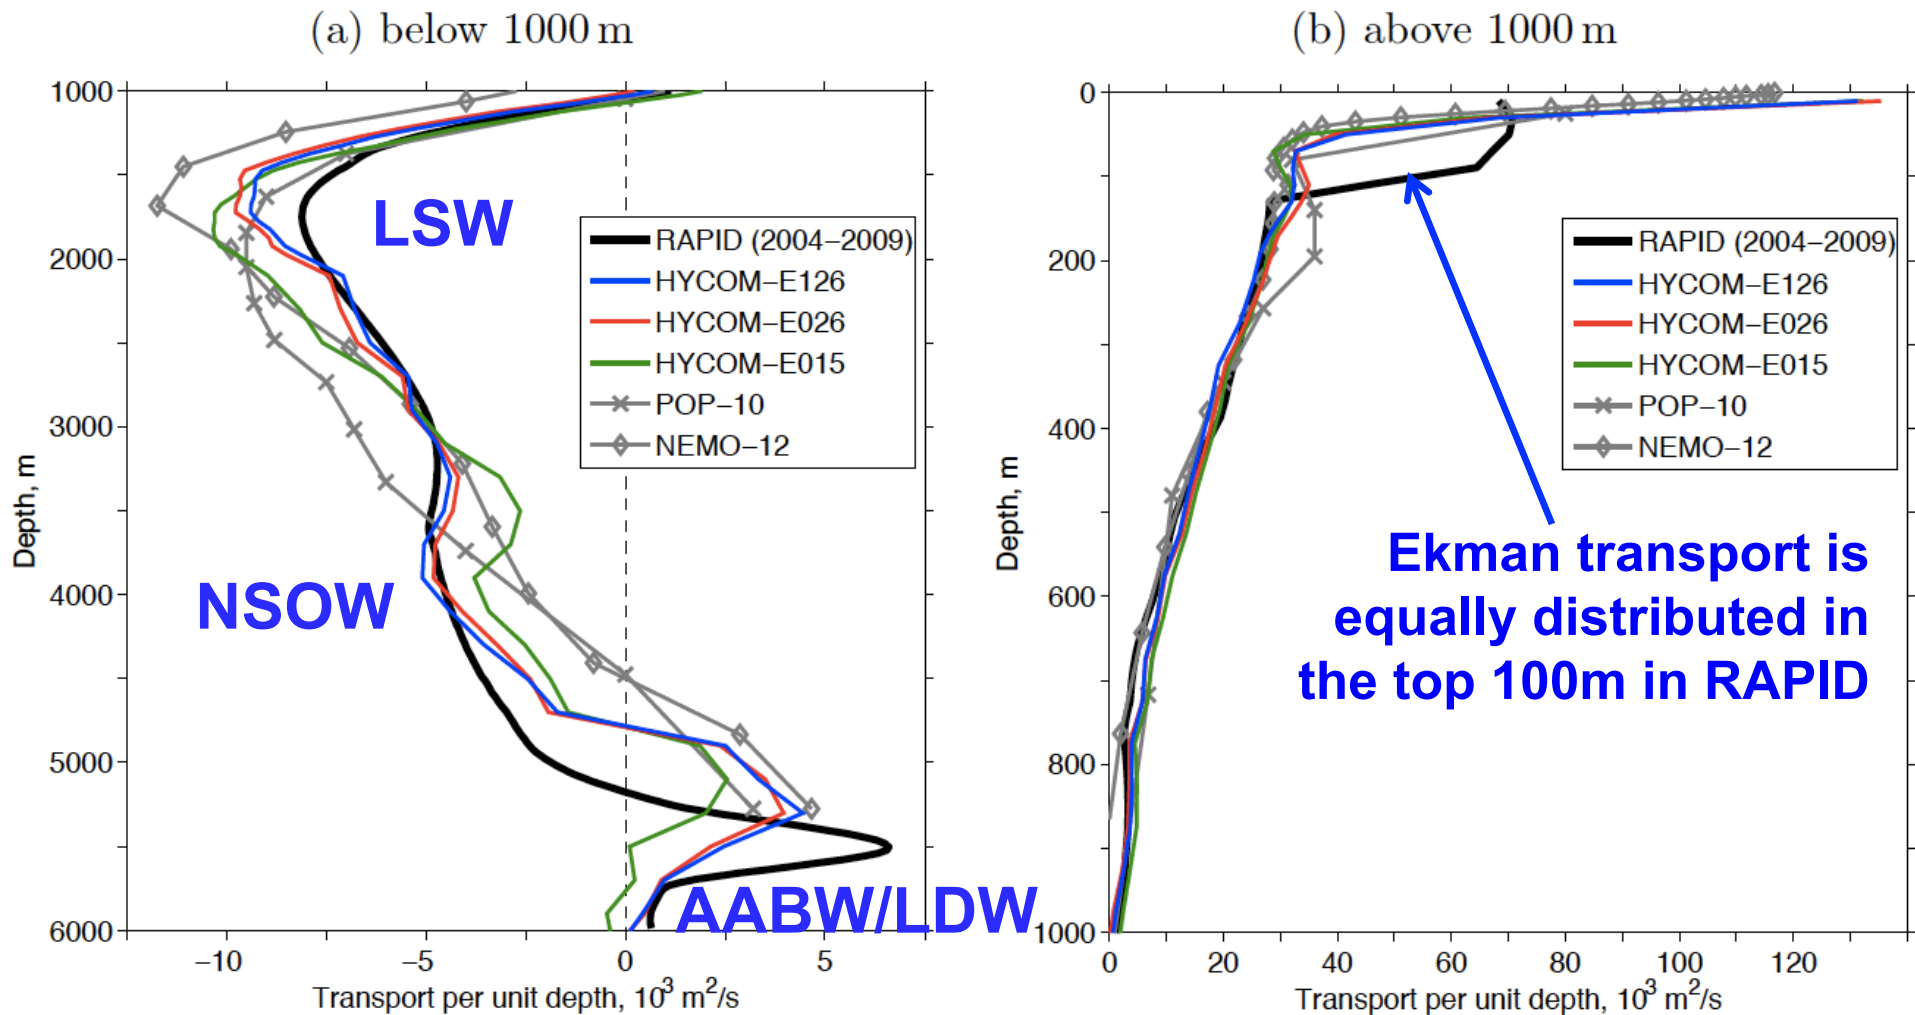 (a) below 1000 m
1000
2000
3000
4000
5000
6000
Depth, m
−10
−5
0
5
Transport per unit depth, 10³ m²/s
LSW
NSOW
AABW/LDW
RAPID (2004−2009)
HYCOM−E126
HYCOM−E026
HYCOM−E015
POP−10
NEMO−12
(b) above 1000 m
0
200
400
600
800
1000
Depth, m
0
20
40
60
80
100
120
Transport per unit depth, 10³ m²/s
RAPID (2004−2009)
HYCOM−E126
HYCOM−E026
HYCOM−E015
POP−10
NEMO−12
Ekman transport is
equally distributed in
the top 100m in RAPID